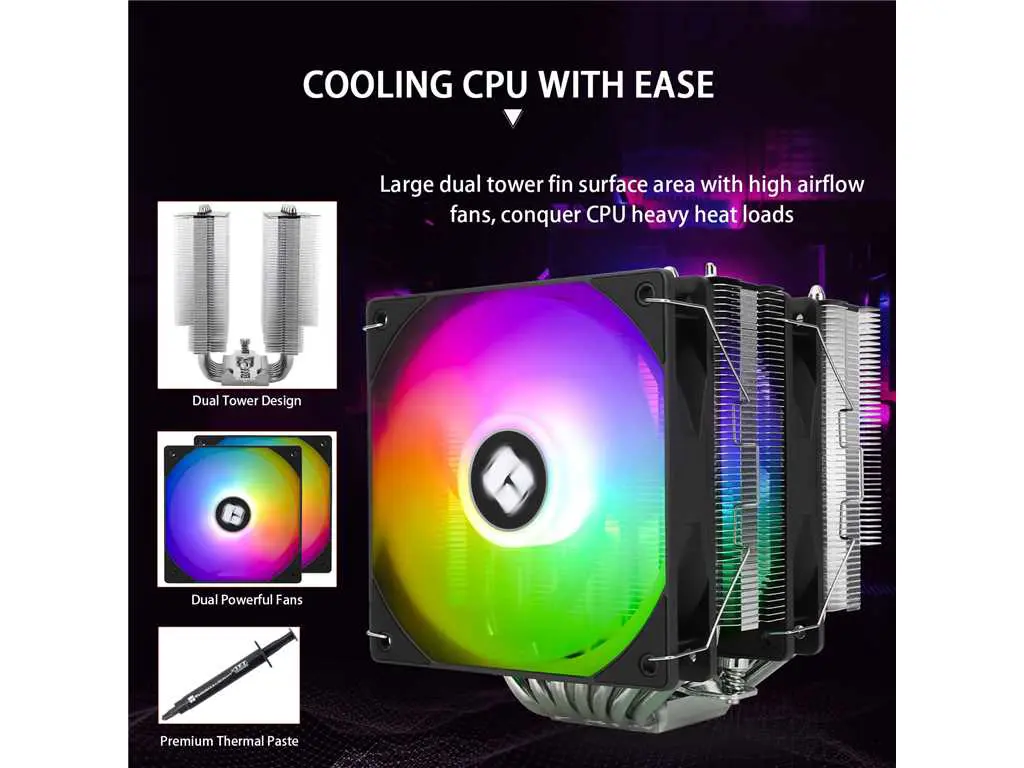 COOLING CPU WITH EASE
Large dual tower fin surface area with high airflow
fans, conquer CPU heavy heat loads
Dual Tower Design
Dual Powerful Fans
Premium Thermal Paste